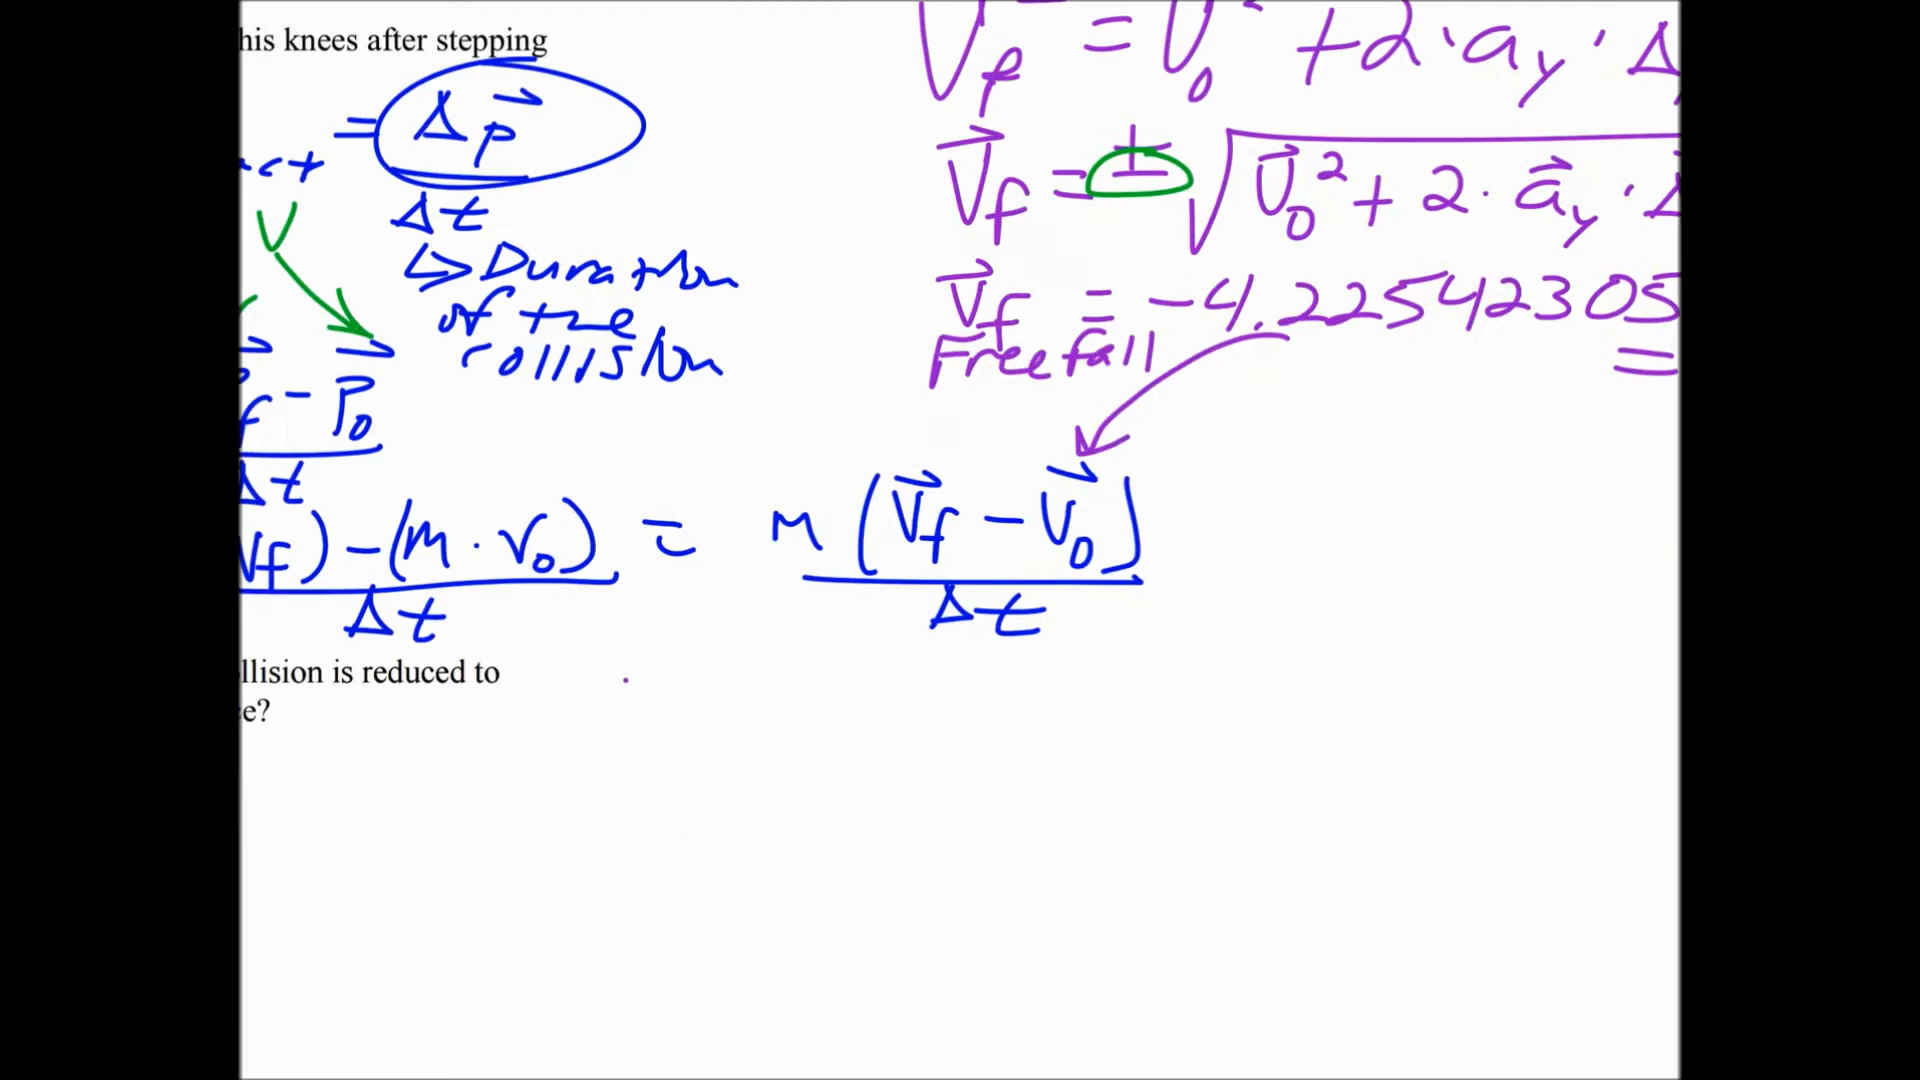 his knees after stepping
= Δp
Δt
↳ Duration
of the
collision
- P₀
Δt
Vf) - (m · V₀) = m (Vf - V₀)
Δt Δt
llision is reduced to
e?
Vf = V₀² + 2 · ay · Δ
Vf = ± √V₀² + 2 · ay ·
Vf = -4.22542305
Free fall